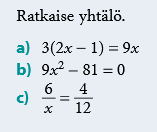 Ratkaise yhtälö.
a) 3(2x – 1) = 9x
b) 9x² – 81 = 0
c) 6/x = 4/12